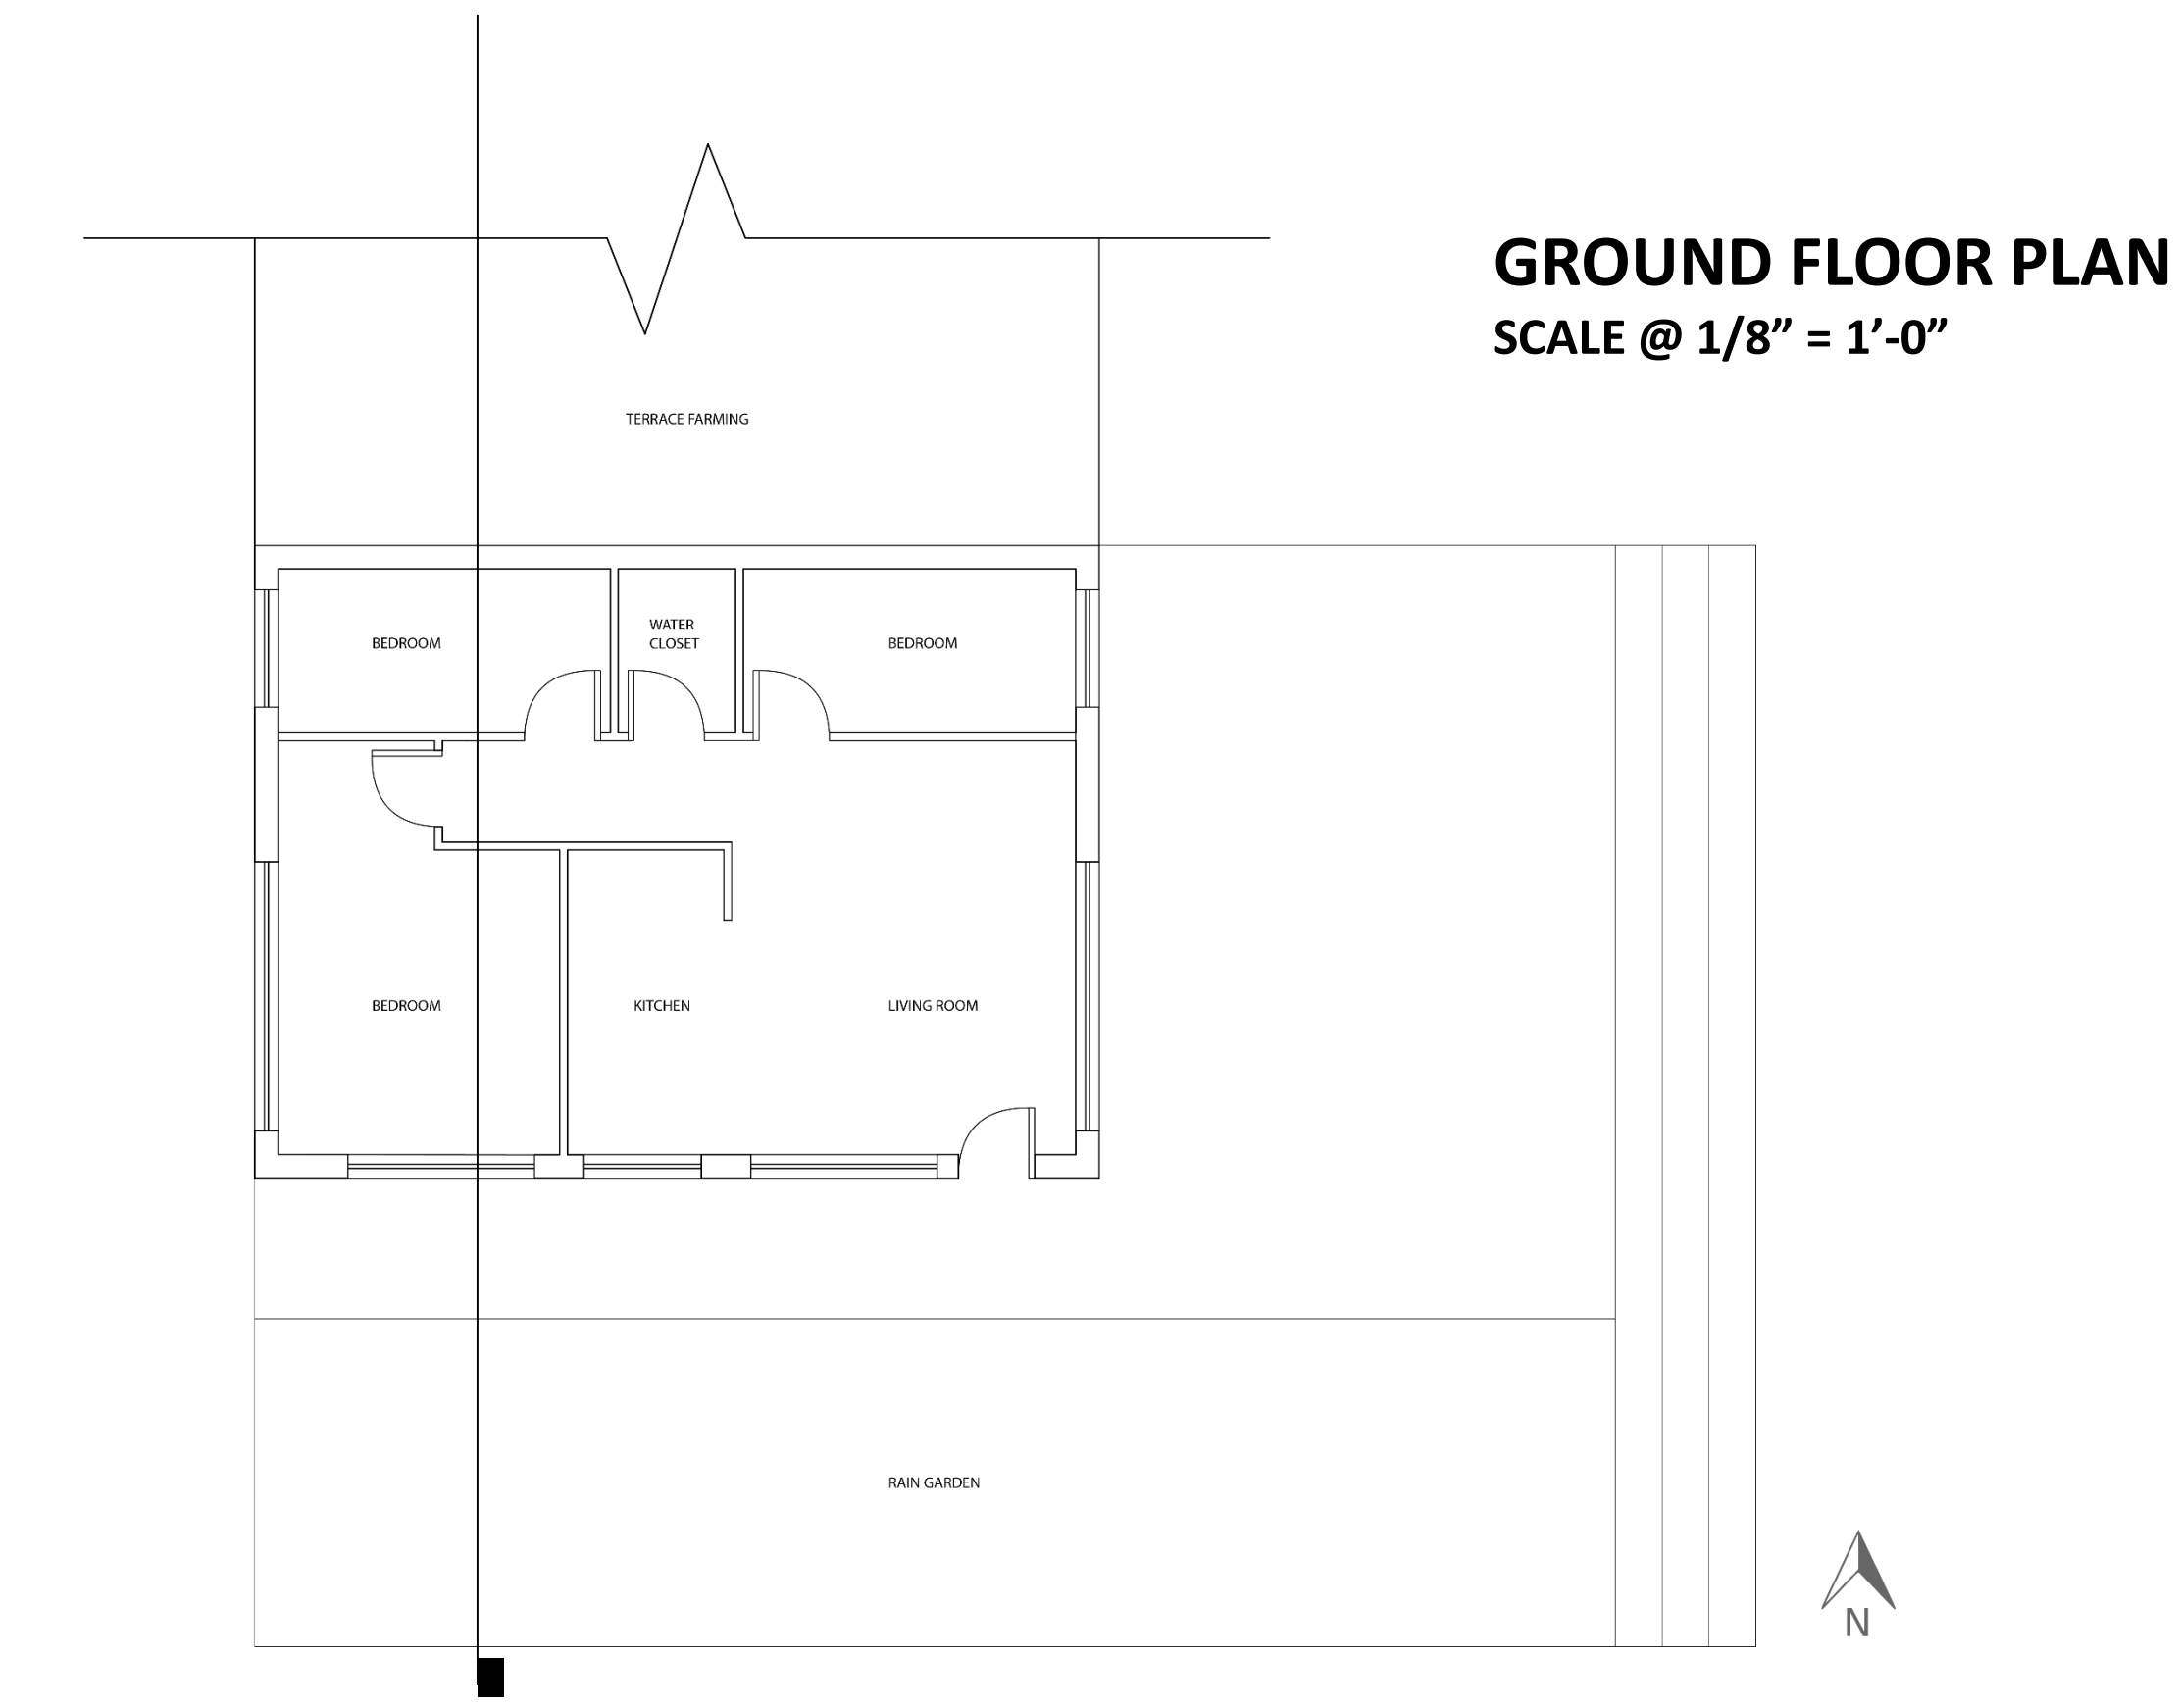 GROUND FLOOR PLAN
SCALE @ 1/8” = 1’-0”
TERRACE FARMING
BEDROOM
WATER
CLOSET
BEDROOM
BEDROOM
KITCHEN
LIVING ROOM
RAIN GARDEN
N